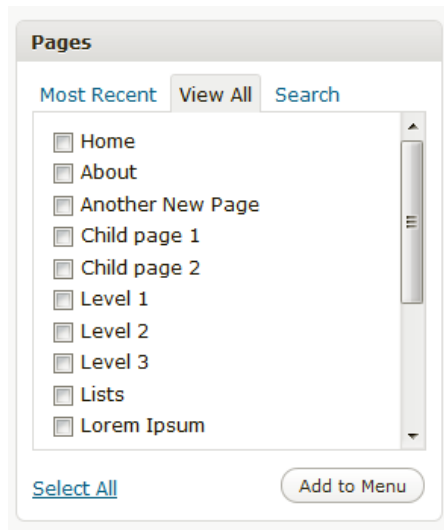 Pages
Most Recent View All Search
Home
About
Another New Page
Child page 1
Child page 2
Level 1
Level 2
Level 3
Lists
Lorem Ipsum
Select All Add to Menu